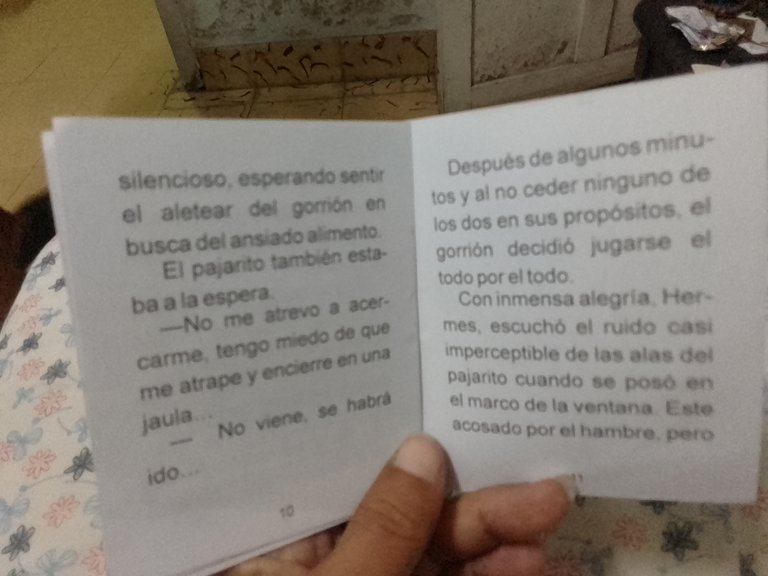 silencioso, esperando sentir
el aletear del gorrión en
busca del ansiado alimento.
El pajarito también esta-
ba a la espera.
—No me atrevo a acer-
carme, tengo miedo de que
me atrape y encierre en una
jaula...
— No viene, se habrá
ido...
10
Después de algunos minu-
tos y al no ceder ninguno de
los dos en sus propósitos, el
gorrión decidió jugarse el
todo por el todo.
Con inmensa alegría, Her-
mes, escuchó el ruido casi
imperceptible de las alas del
pajarito cuando se posó en
el marco de la ventana. Este
acosado por el hambre, pero
11